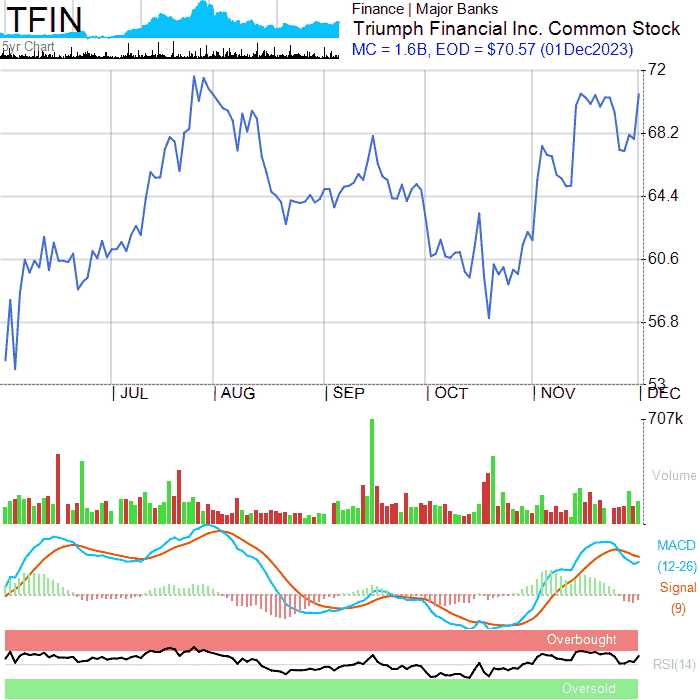 TFIN
5yr Chart
Finance | Major Banks
Triumph Financial Inc. Common Stock
MC = 1.6B, EOD = $70.57 (01Dec2023)
72
68.2
64.4
60.6
56.8
53
| JUL | AUG | SEP | OCT | NOV | DEC
707k
Volume
MACD
(12-26)
Signal
(9)
Overbought
RSI(14)
Oversold